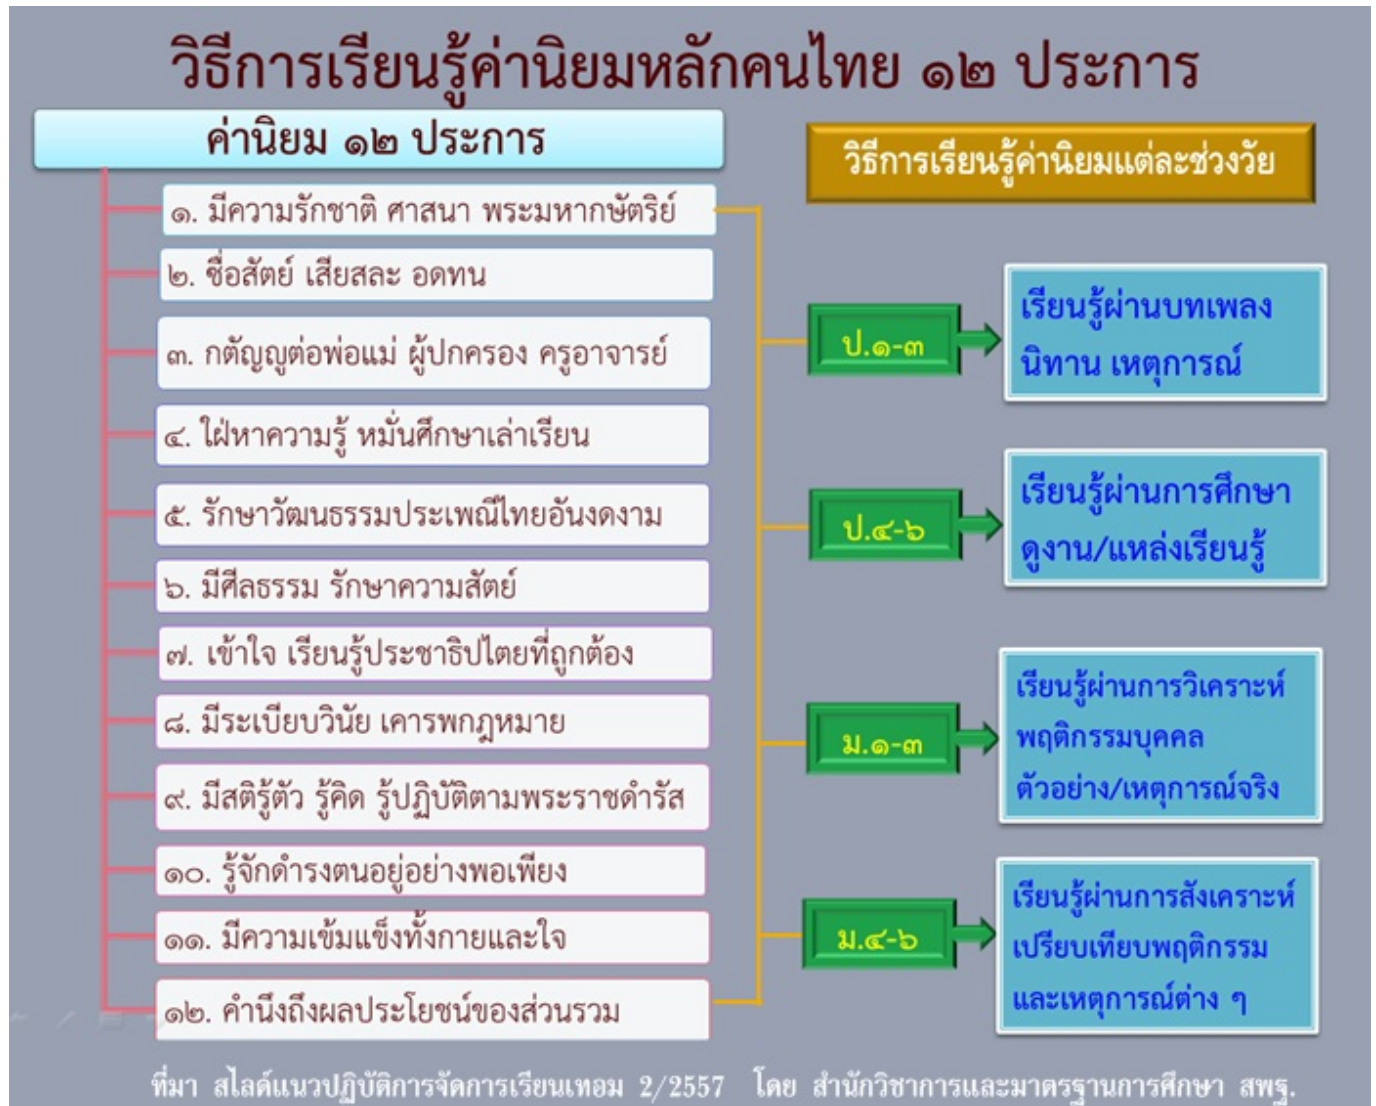 วิธีการเรียนรู้ค่านิยมหลักคนไทย ๑๒ ประการ
ค่านิยม ๑๒ ประการ
๑. มีความรักชาติ ศาสนา พระมหากษัตริย์
๒. ซื่อสัตย์ เสียสละ อดทน
๓. กตัญญูต่อพ่อแม่ ผู้ปกครอง ครูอาจารย์
๔. ใฝ่หาความรู้ หมั่นศึกษาเล่าเรียน
๕. รักษาวัฒนธรรมประเพณีไทยอันงดงาม
๖. มีศีลธรรม รักษาความสัตย์
๗. เข้าใจ เรียนรู้ประชาธิปไตยที่ถูกต้อง
๘. มีระเบียบวินัย เคารพกฎหมาย
๙. มีสติรู้ตัว รู้คิด รู้ปฏิบัติตามพระราชดำรัส
๑๐. รู้จักดำรงตนอยู่อย่างพอเพียง
๑๑. มีความเข้มแข็งทั้งกายและใจ
๑๒. คำนึงถึงผลประโยชน์ของส่วนรวม
วิธีการเรียนรู้ค่านิยมแต่ละช่วงวัย
ป.๑-๓
เรียนรู้ผ่านบทเพลง
นิทาน เหตุการณ์
ป.๔-๖
เรียนรู้ผ่านการศึกษา
ดูงาน/แหล่งเรียนรู้
ม.๑-๓
เรียนรู้ผ่านการวิเคราะห์
พฤติกรรมบุคคล
ตัวอย่าง/เหตุการณ์จริง
ม.๔-๖
เรียนรู้ผ่านการสังเคราะห์
เปรียบเทียบพฤติกรรม
และเหตุการณ์ต่าง ๆ
ที่มา สไลด์แนวปฏิบัติการจัดการเรียนเทอม 2/2557 โดย สำนักวิชาการและมาตรฐานการศึกษา สพฐ.